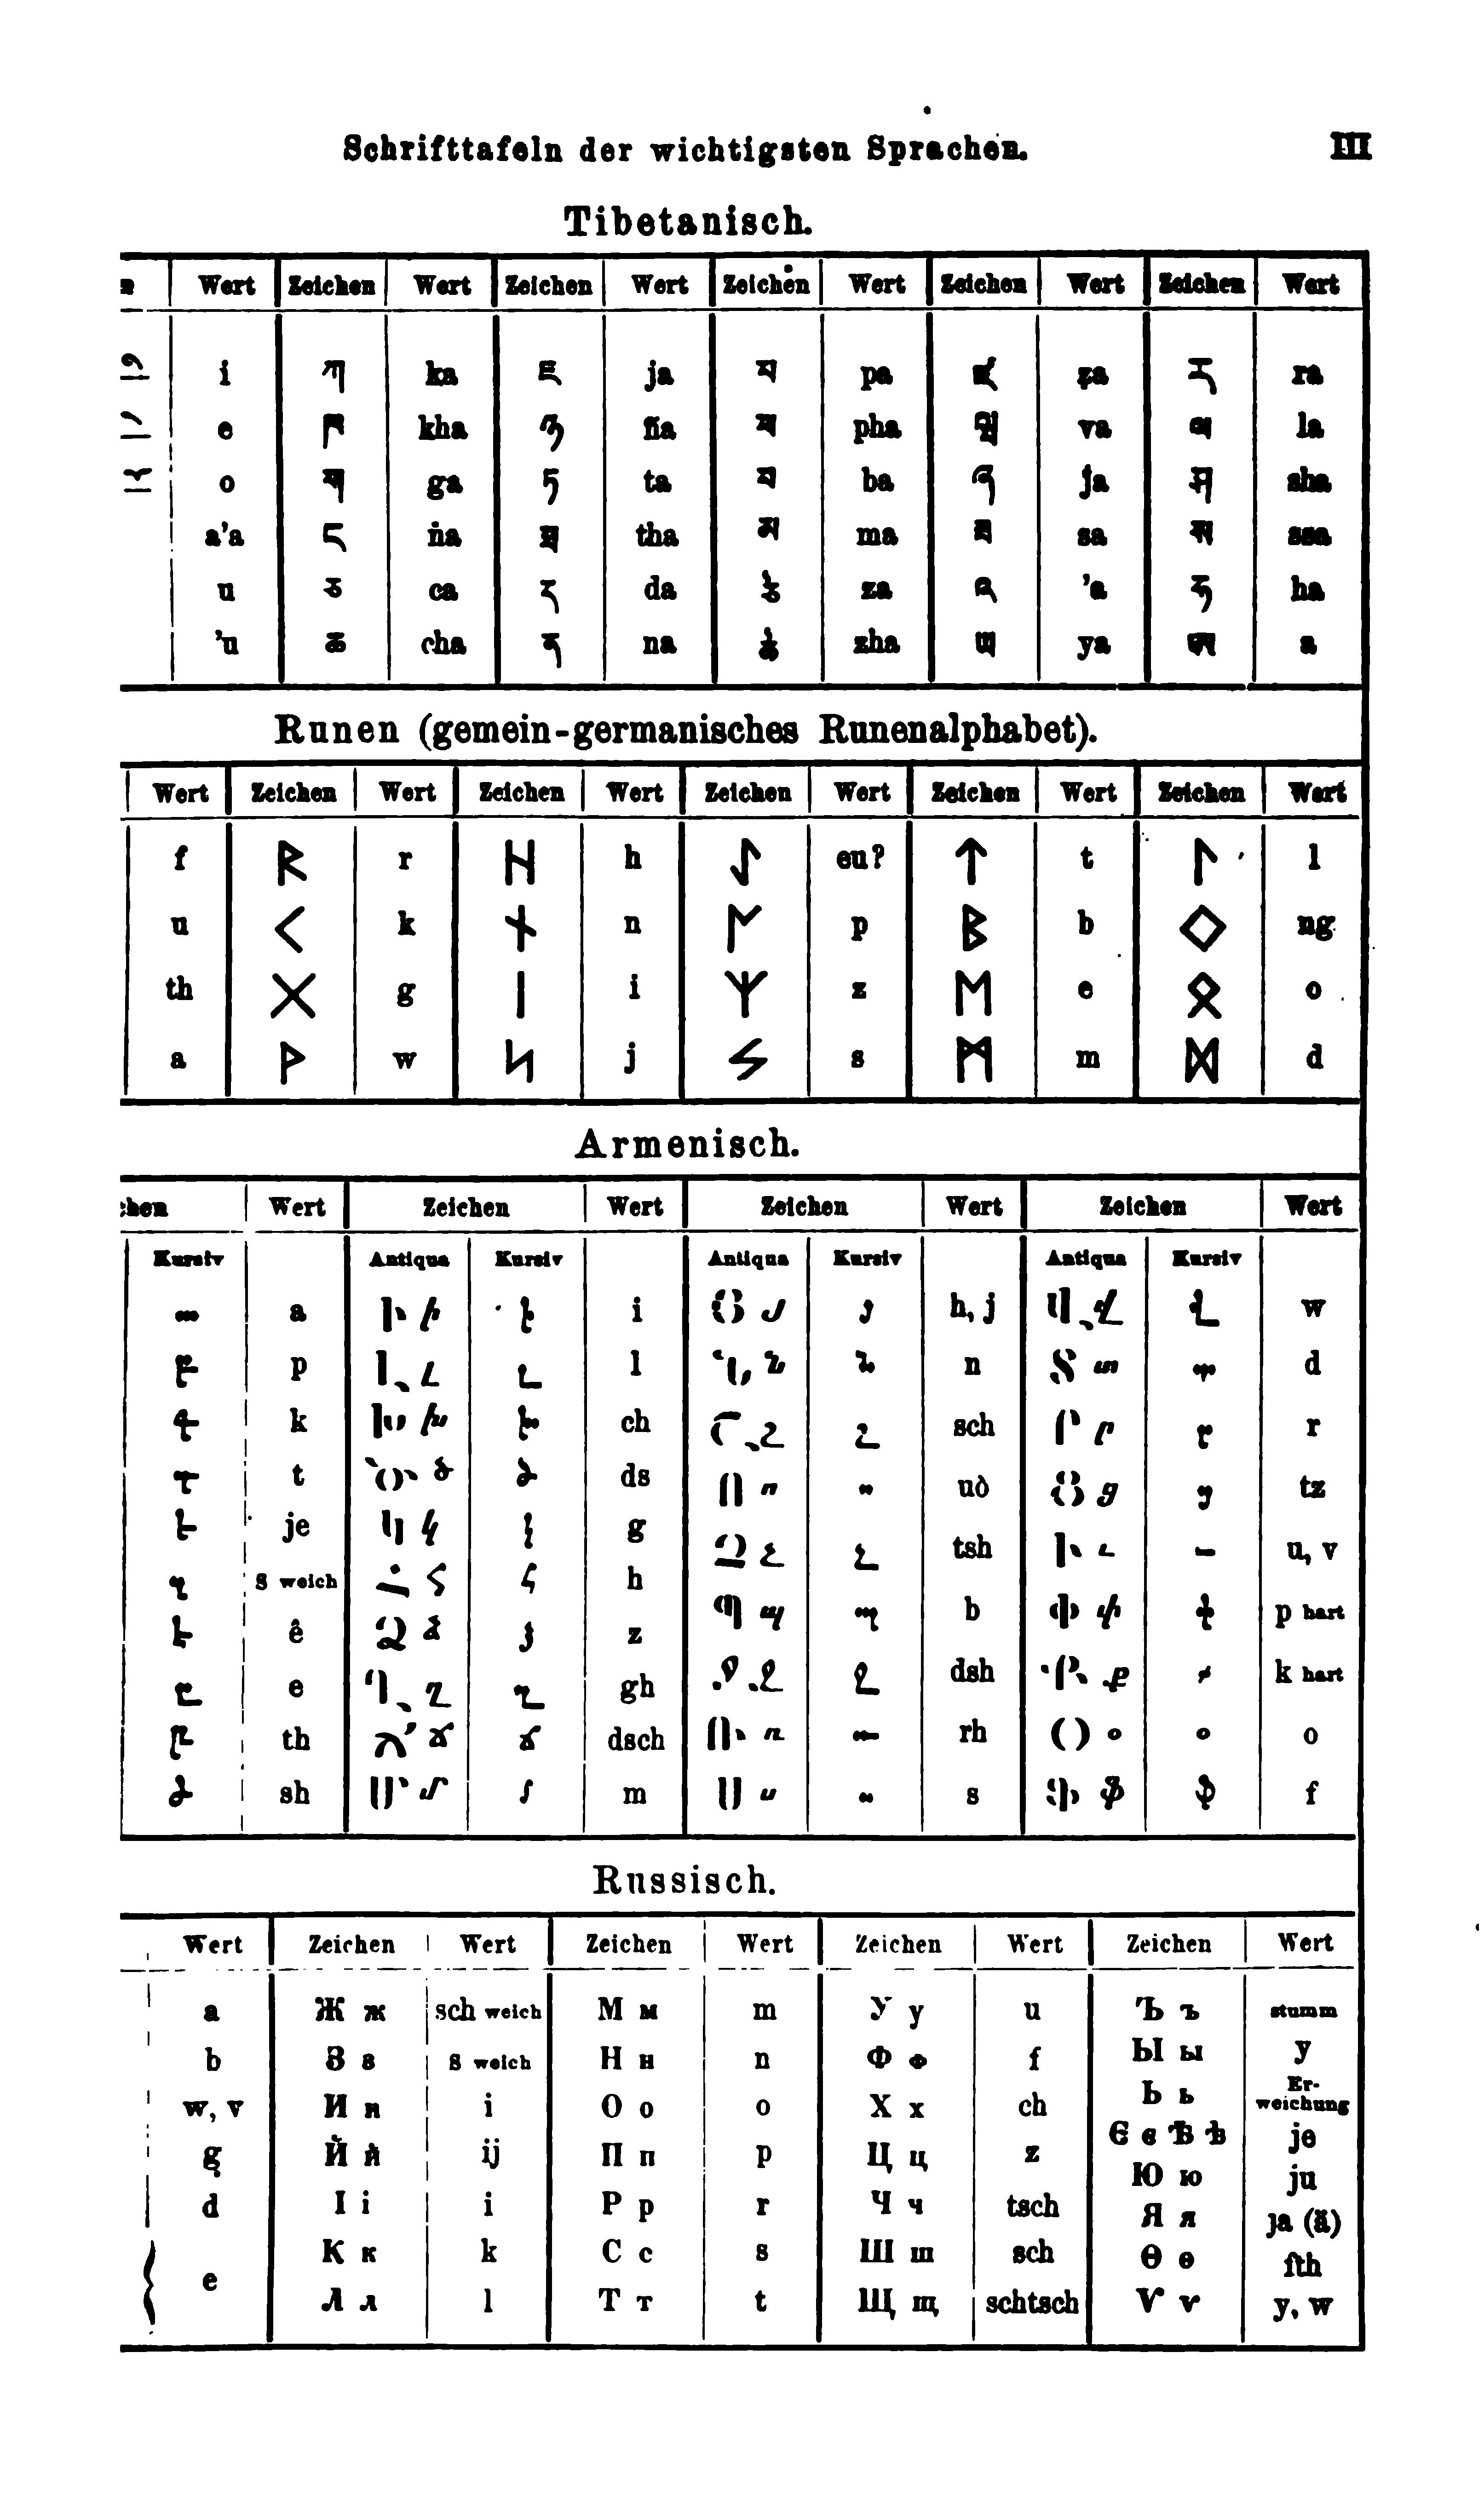 Schrifttafeln der wichtigsten Sprachen. III
Tibetanisch.
Wert Zeichen Wert Zeichen Wert Zeichen Wert Zeichen Wert Zeichen Wert
i ཀ ka ཇ ja པ pa ཛ ẓa ར ra
e ཁ kha ཉ ña ཕ pha ཝ va ལ la
o ག ga ཏ ta བ ba ཞ ja ཤ sha
a’a ང ṅa ཐ tha མ ma ཟ sa ས ssa
u ཅ ca ད da ཙ za འ ’a ཧ ha
’u ཆ cha ན na ཚ zha ཡ ya ཨ a
Runen (gemein-germanisches Runenalphabet).
Wert Zeichen Wert Zeichen Wert Zeichen Wert Zeichen Wert Zeichen Wert
f ᚱ r ᚺ h ᛇ eu? ᛏ t ᛚ l
u ᚲ k ᚾ n p ᛒ b ᛜ ng
th ᚷ g ᛁ i ᛉ z ᛖ e ᛟ o
a ᚹ w j ᛊ s ᛗ m ᛞ d
Armenisch.
Wert Zeichen Wert Zeichen Wert Zeichen Wert
Kursiv Antiqua Kursiv Antiqua Kursiv Antiqua Kursiv
ա a Ի ի ի i Յ յ յ h, j Վ վ վ w
բ p Լ լ լ l Ն ն ն n Տ տ տ d
գ k Խ խ խ ch Շ շ շ sch Ր ր ր r
դ t Ծ ծ ծ ds Ո ո ո uò Ց ց ց tz
ե je Կ կ կ g Չ չ չ tsh Ւ ւ ւ u, v
զ s weich Հ հ հ h Պ պ պ b Փ փ փ p hart
է ê Ձ ձ ձ z Ջ ջ ջ dsh Ք ք ք k hart
ը e Ղ ղ ղ gh Ռ ռ ռ rh Օ օ օ o
թ th Ճ ճ ճ dsch Ս ս ս s Ֆ ֆ ֆ f
ժ sh Մ մ մ m
Russisch.
Wert Zeichen Wert Zeichen Wert Zeichen Wert Zeichen Wert
a Ж ж sch weich М м m У у u Ъ ъ stumm
b З з s weich Н н n Ф ф f Ы ы y
w, v И и i О о o Х х ch Ь ь Er-weichung
g Й й ij П п p Ц ц z Є є Ѣ ѣ je
d І і i Р р r Ч ч tsch Ю ю ju
e К к k С с s Ш ш sch Я я ja (ä)
Л л l Т т t Щ щ schtsch Ѳ ѳ fth
Ѵ ѵ y, w